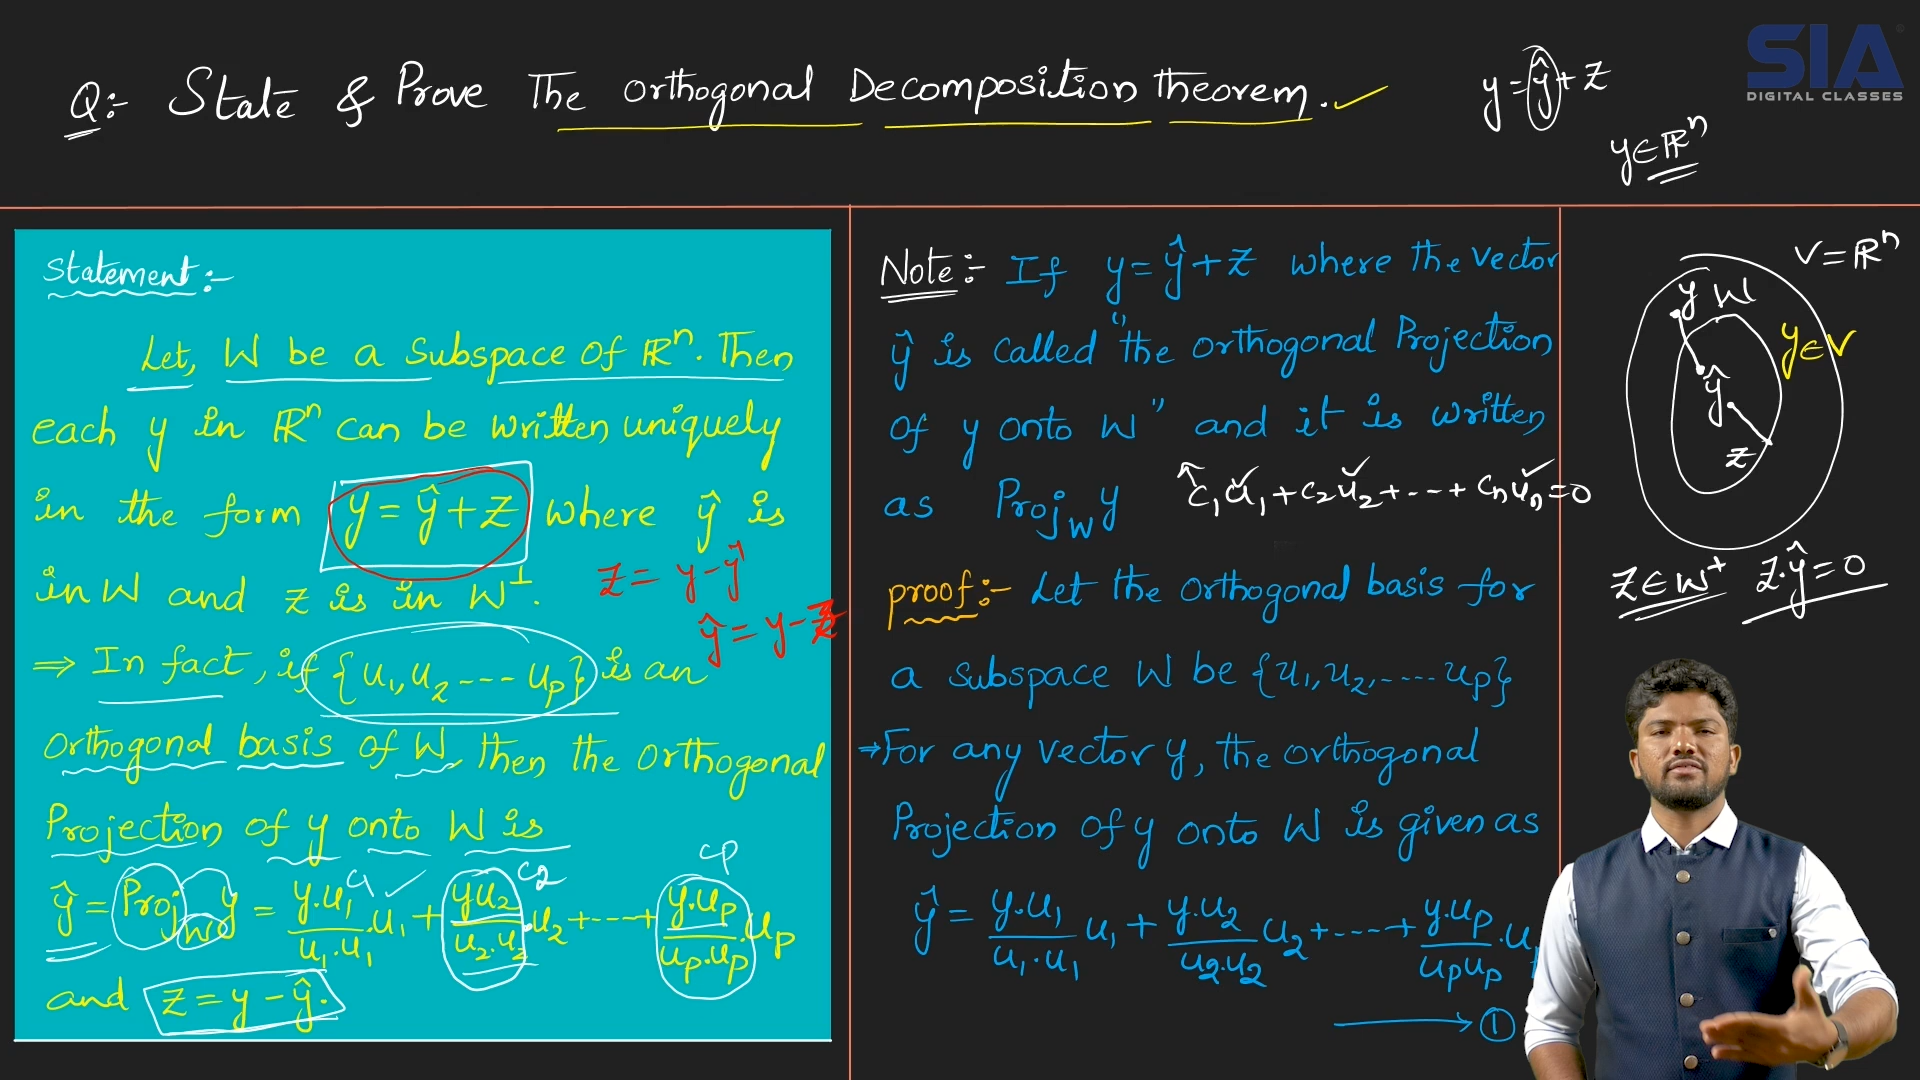 Q:- State & Prove The Orthogonal Decomposition theorem.
y = ŷ + z
y ∈ ℝⁿ
SIA
DIGITAL CLASSES
Statement:-
Let, W be a Subspace of ℝⁿ. Then
each y in ℝⁿ can be written uniquely
in the form y = ŷ + z where ŷ is
in W and z is in W⊥.
z = y - ŷ
ŷ = y - z
⇒ In fact, if {u₁, u₂ --- uₚ} is an
Orthogonal basis of W, then the Orthogonal
Projection of y onto W is
c₁ c₂ cₚ
ŷ = Proj_W y = y.u₁/u₁.u₁ .u₁ + y.u₂/u₂.u₂ .u₂ + ---- + y.uₚ/uₚ.uₚ .uₚ
and z = y - ŷ.
Note:- If y = ŷ + z where the vector
ŷ is called "the orthogonal Projection
of y onto W" and it is written
as Proj_W y
c₁u₁ + c₂u₂ + --- + cₙuₙ = 0
proof:- Let the orthogonal basis for
a subspace W be {u₁, u₂, ---- uₚ}
→ For any vector y, the orthogonal
Projection of y onto W is given as
ŷ = y.u₁/u₁.u₁ u₁ + y.u₂/u₂.u₂ u₂ + ---- + y.uₚ/uₚuₚ .u
→ ①
V = ℝⁿ
y W
y ∈ V
ŷ
z
z ∈ W⁺ z.ŷ = 0